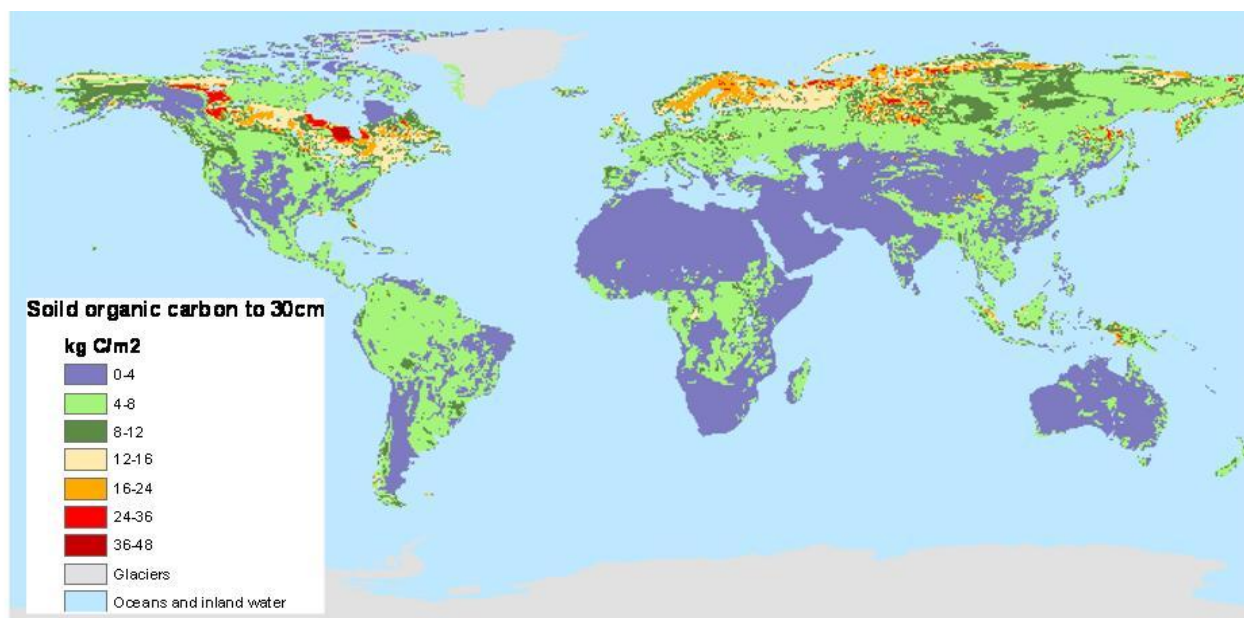 Soild organic carbon to 30cm
kg C/m2
0-4
4-8
8-12
12-16
16-24
24-36
36-48
Glaciers
Oceans and inland water